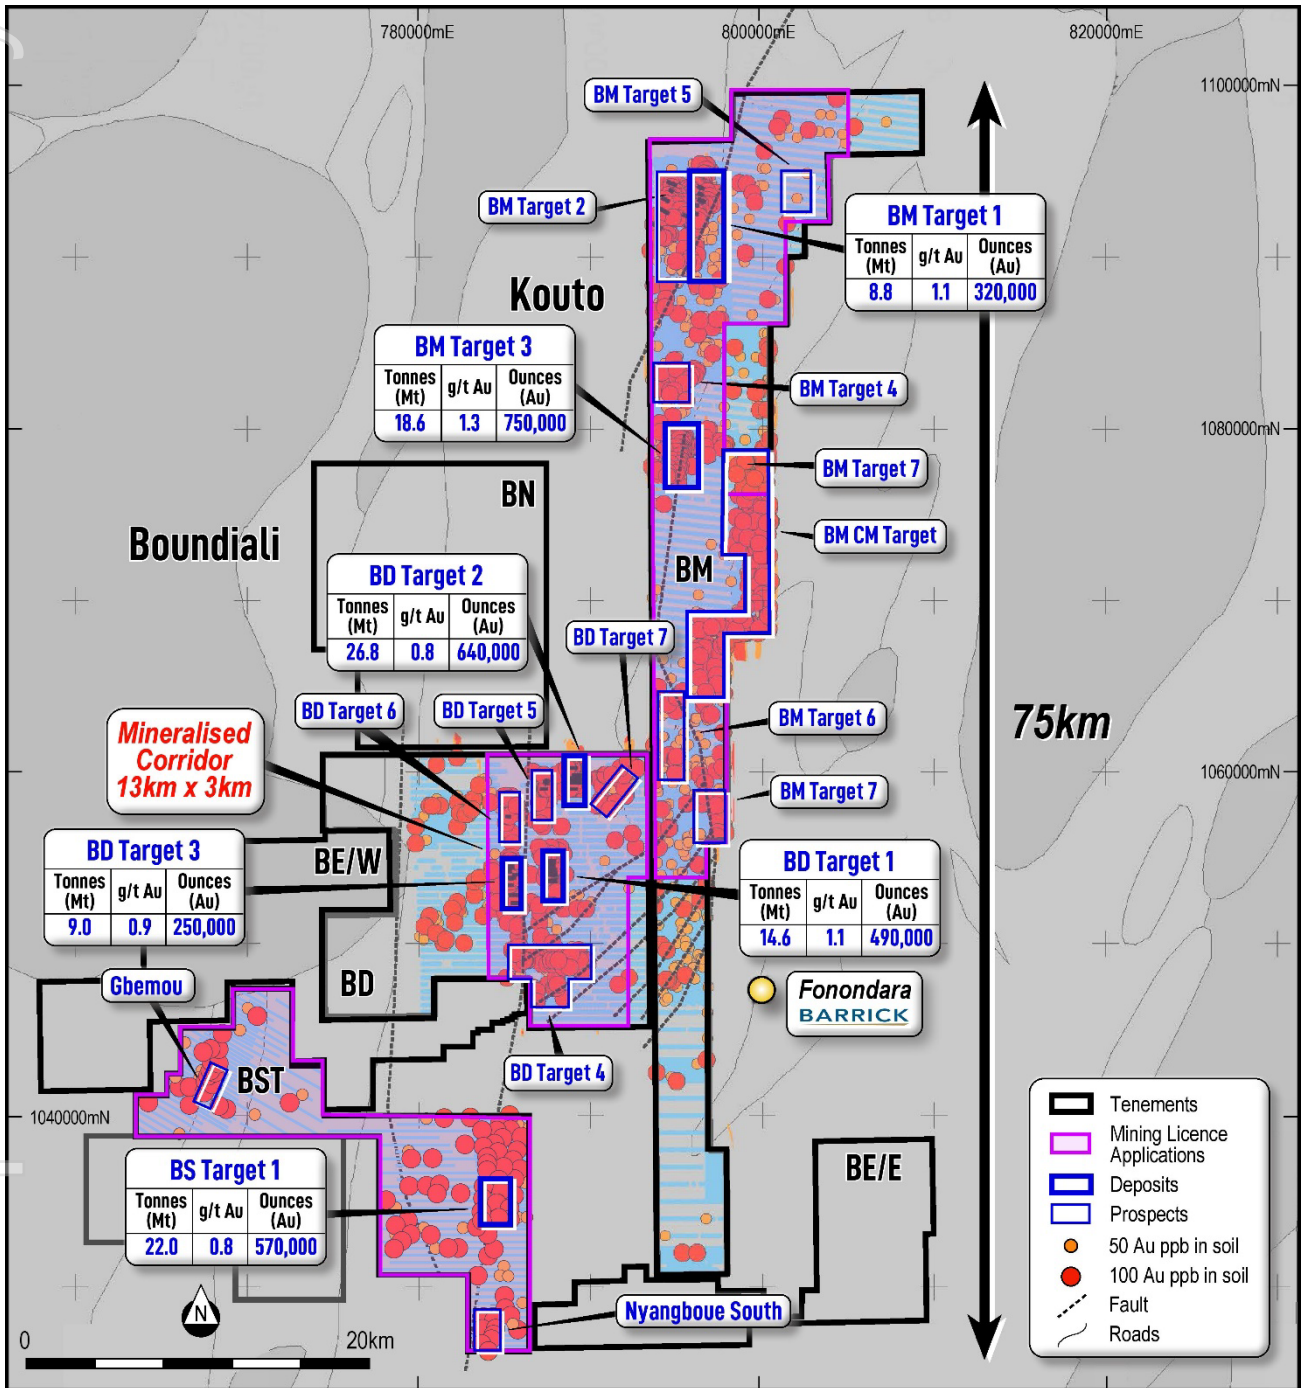 780000mE
800000mE
820000mE
1100000mN
BM Target 5
BM Target 2
BM Target 1
Tonnes (Mt) g/t Au Ounces (Au)
8.8 1.1 320,000
Kouto
BM Target 3
Tonnes (Mt) g/t Au Ounces (Au)
18.6 1.3 750,000
BM Target 4
1080000mN
BM Target 7
BN
BM CM Target
Boundiali
BM
BD Target 2
Tonnes (Mt) g/t Au Ounces (Au)
26.8 0.8 640,000
BD Target 7
BD Target 6
BD Target 5
BM Target 6
75km
Mineralised
Corridor
13km x 3km
1060000mN
BM Target 7
BD Target 3
Tonnes (Mt) g/t Au Ounces (Au)
9.0 0.9 250,000
BE/W
BD Target 1
Tonnes (Mt) g/t Au Ounces (Au)
14.6 1.1 490,000
Gbemou
BD
Fonondara
BARRICK
BD Target 4
BST
1040000mN
BS Target 1
Tonnes (Mt) g/t Au Ounces (Au)
22.0 0.8 570,000
BE/E
Nyangboue South
N
0 20km
Tenements
Mining Licence
Applications
Deposits
Prospects
50 Au ppb in soil
100 Au ppb in soil
Fault
Roads